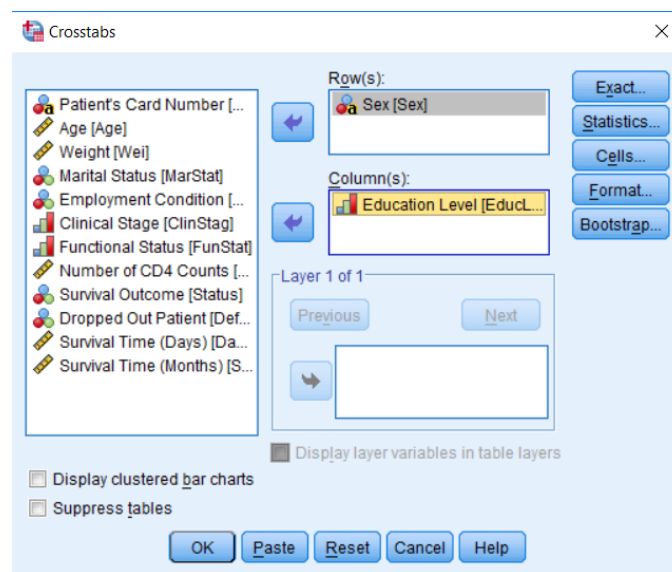 Crosstabs
Patient's Card Number [...
Age [Age]
Weight [Wei]
Marital Status [MarStat]
Employment Condition [...
Clinical Stage [ClinStag]
Functional Status [FunStat]
Number of CD4 Counts [...
Survival Outcome [Status]
Dropped Out Patient [Def...
Survival Time (Days) [Da...
Survival Time (Months) [S...
Row(s):
Sex [Sex]
Column(s):
Education Level [EducL...
Layer 1 of 1
Previous
Next
Display layer variables in table layers
Exact...
Statistics...
Cells...
Format...
Bootstrap...
Display clustered bar charts
Suppress tables
OK Paste Reset Cancel Help